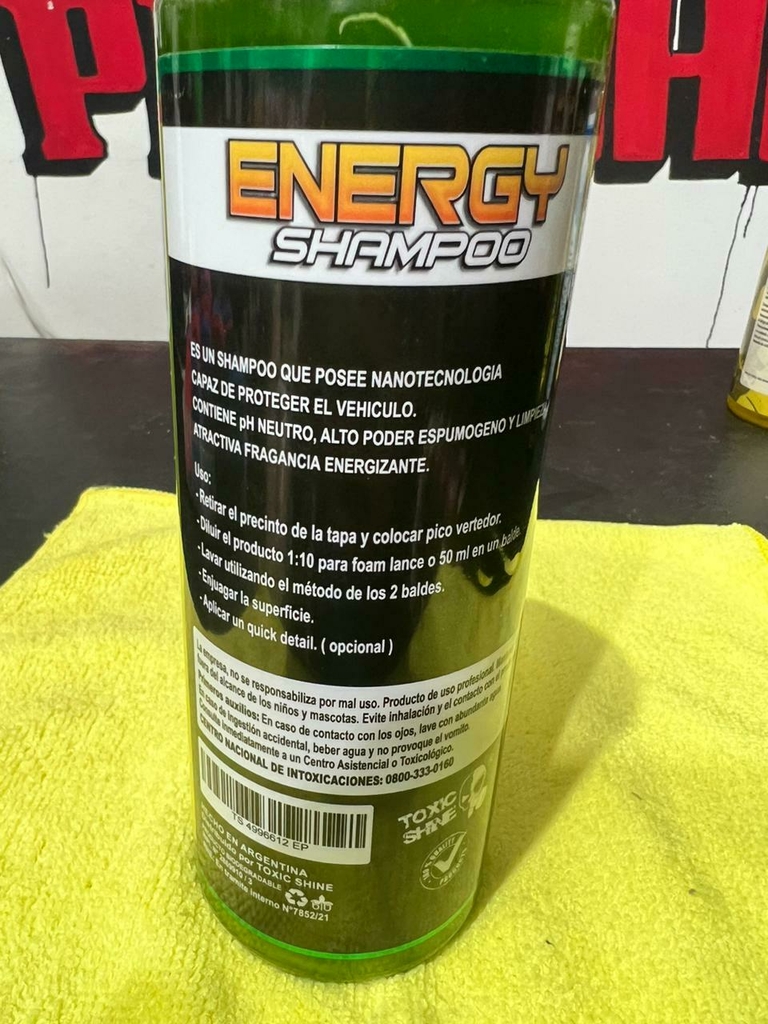 ENERGY
SHAMPOO
ES UN SHAMPOO QUE POSEE NANOTECNOLOGIA
CAPAZ DE PROTEGER EL VEHICULO.
CONTIENE pH NEUTRO, ALTO PODER ESPUMOGENO Y LIMPIEZA
ATRACTIVA FRAGANCIA ENERGIZANTE.
Uso:
- Retirar el precinto de la tapa y colocar pico vertedor.
- Diluir el producto 1:10 para foam lance o 50 ml en un balde.
- Lavar utilizando el método de los 2 baldes.
- Enjuagar la superficie.
- Aplicar un quick detail. ( opcional )
La empresa, no se responsabiliza por mal uso. Producto de uso profesional.
fuera del alcance de los niños y mascotas. Evite inhalación y el contacto con
Primeros auxilios: En caso de contacto con los ojos, lave con abundante agua.
En caso de ingestión accidental, beber agua y no provoque el vomito.
Consulte inmediatamente a un Centro Asistencial o Toxicológico.
CENTRO NACIONAL DE INTOXICACIONES: 0800-333-0160
TS 4996612 EP
TOXIC
SHINE
HECHO EN ARGENTINA
por TOXIC SHINE
BIODEGRADABLE
En tránsito interno N°7852/21
QUALITY